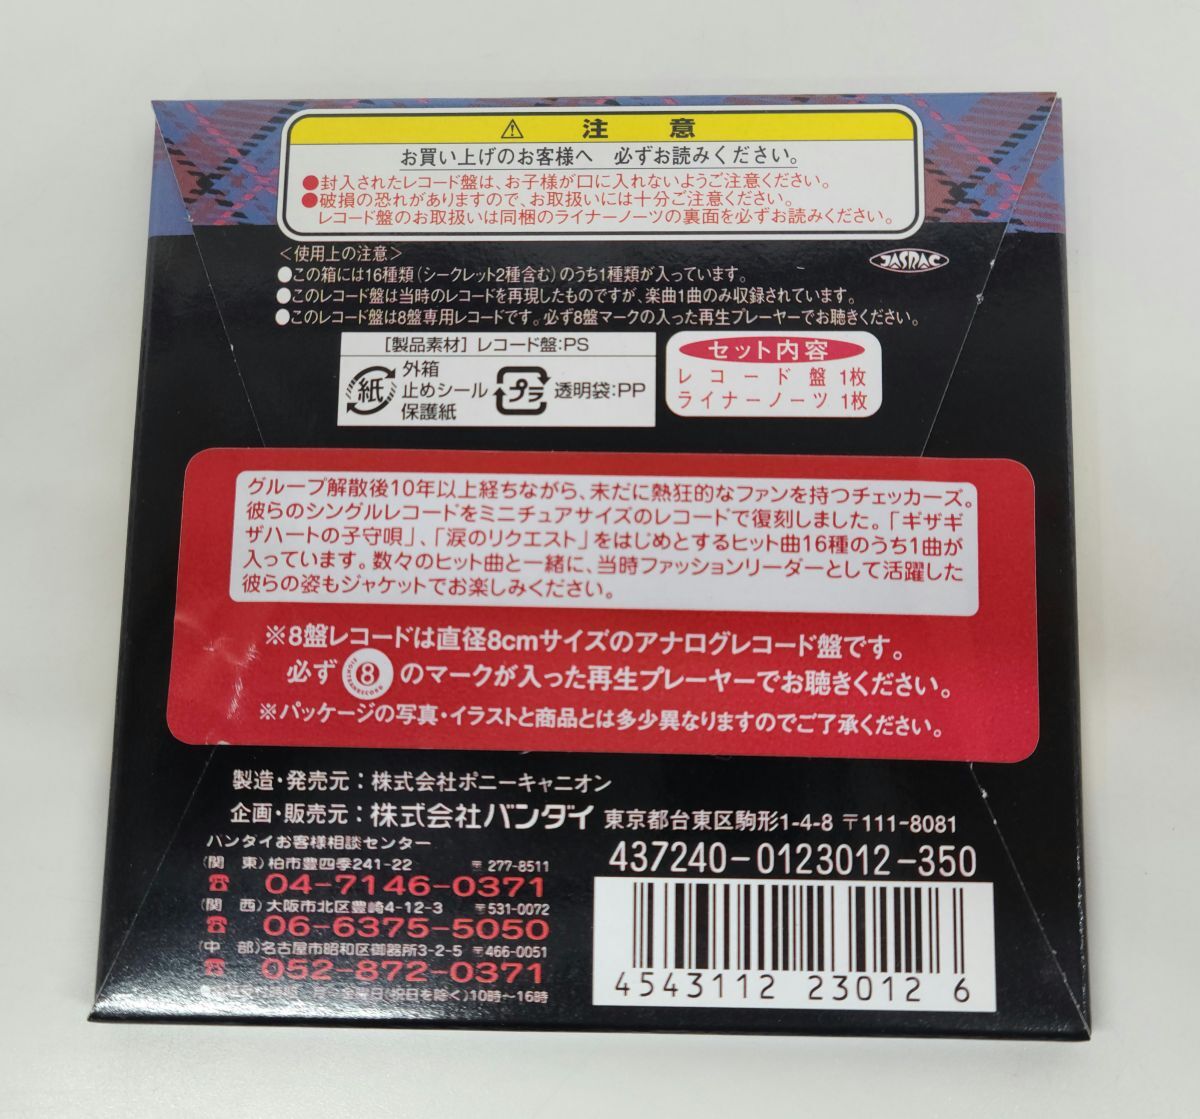 ⚠ 注意
お買い上げのお客様へ 必ずお読みください。
●封入されたレコード盤は、お子様が口に入れないようご注意ください。
●破損の恐れがありますので、お取扱いには十分ご注意ください。
レコード盤のお取扱いは同梱のライナーノーツの裏面を必ずお読みください。
＜使用上の注意＞
JASRAC
●この箱には16種類（シークレット2種含む）のうち1種類が入っています。
●このレコード盤は当時のレコードを再現したものですが、楽曲1曲のみ収録されています。
●このレコード盤は8盤専用レコードです。必ず8盤マークの入った再生プレーヤーでお聴きください。
［製品素材］レコード盤:PS
紙 外箱
止めシール
保護紙
プラ 透明袋:PP
セット内容
レコード盤 1枚
ライナーノーツ 1枚
グループ解散後10年以上経ちながら、未だに熱狂的なファンを持つチェッカーズ。
彼らのシングルレコードをミニチュアサイズのレコードで復刻しました。「ギザギ
ザハートの子守唄」、「涙のリクエスト」をはじめとするヒット曲16種のうち1曲が
入っています。数々のヒット曲と一緒に、当時ファッションリーダーとして活躍した
彼らの姿もジャケットでお楽しみください。
※8盤レコードは直径8cmサイズのアナログレコード盤です。
必ず 8 のマークが入った再生プレーヤーでお聴きください。
※パッケージの写真・イラストと商品とは多少異なりますのでご了承ください。
製造・発売元：株式会社ポニーキャニオン
企画・販売元：株式会社バンダイ 東京都台東区駒形1-4-8 〒111-8081
バンダイお客様相談センター
（関 東）柏市豊四季241-22 〒277-8511
☎ 04-7146-0371
（関 西）大阪市北区豊崎4-12-3 〒531-0072
☎ 06-6375-5050
（中 部）名古屋市昭和区御器所3-2-5 〒466-0051
☎ 052-872-0371
月～金曜日（祝日を除く）10時～16時
437240-0123012-350
4543112 23012 6